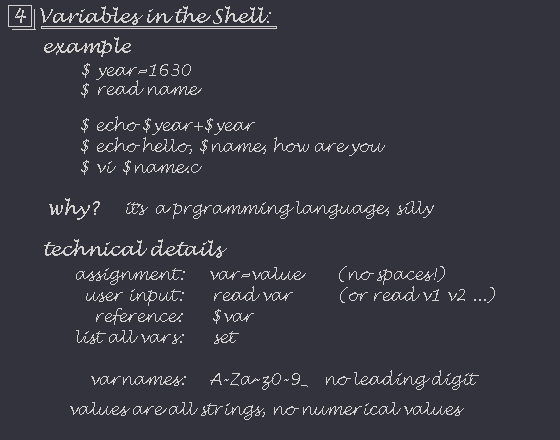 4 Variables in the Shell:
example
$ year=1630
$ read name
$ echo $year+$year
$ echo hello, $name, how are you
$ vi $name.c
why? its a prgramming language, silly
technical details
assignment: var=value (no spaces!)
user input: read var (or read v1 v2 ...)
reference: $var
list all vars: set
varnames: A-Za-z0-9_ no leading digit
values are all strings, no numerical values